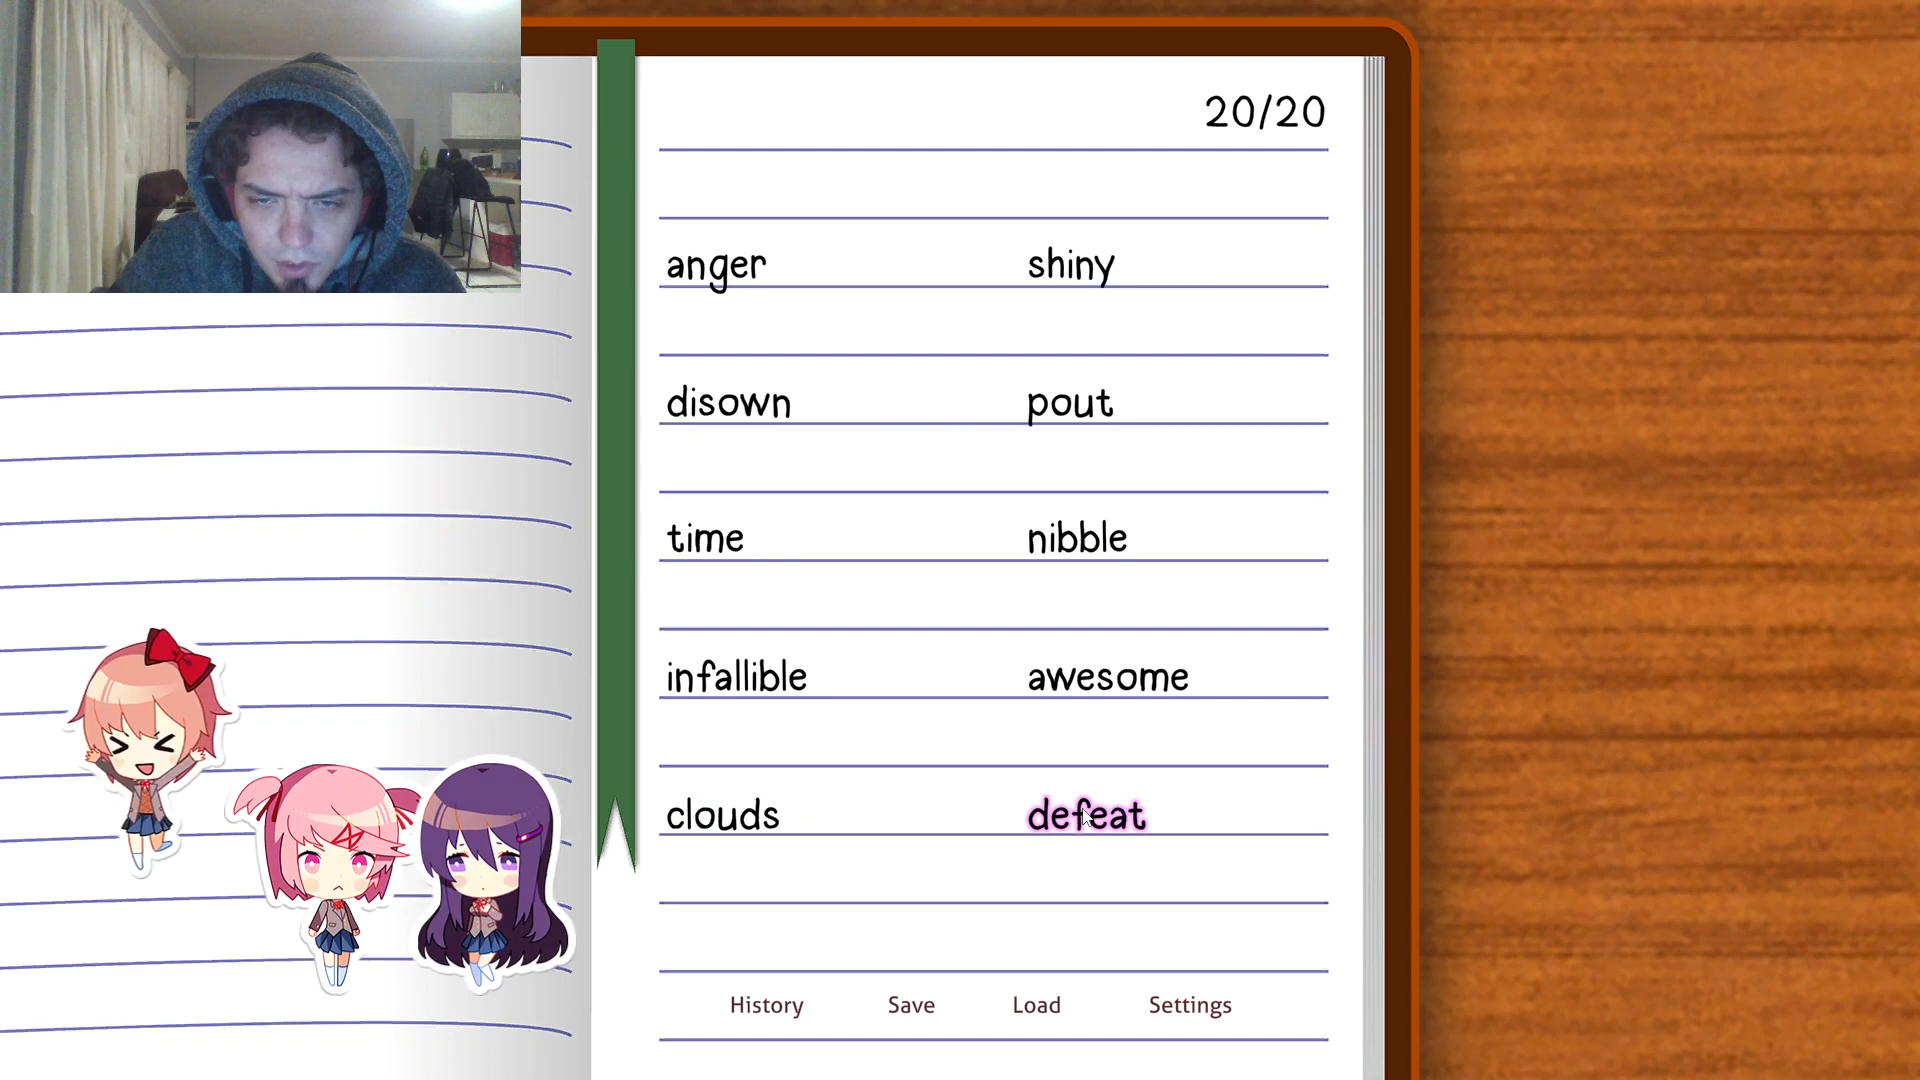 20/20
anger shiny
disown pout
time nibble
infallible awesome
clouds defeat
History Save Load Settings